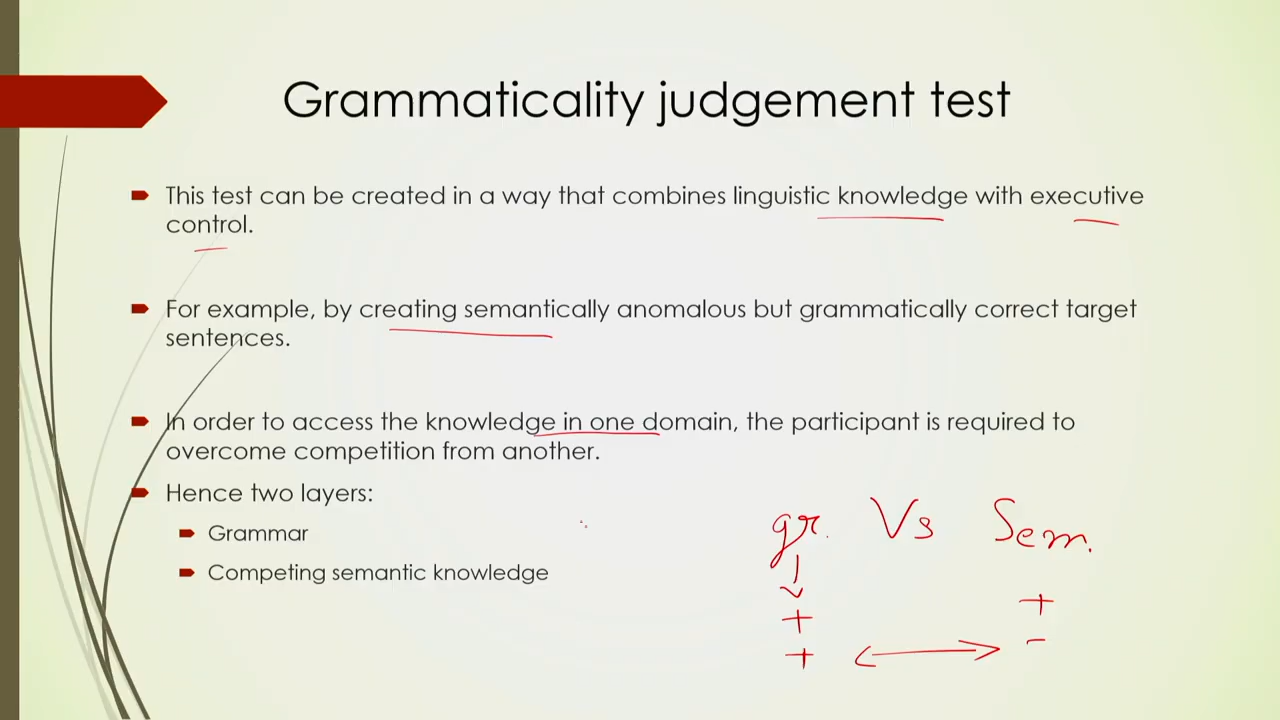 Grammaticality judgement test
This test can be created in a way that combines linguistic knowledge with executive
control.
For example, by creating semantically anomalous but grammatically correct target
sentences.
In order to access the knowledge in one domain, the participant is required to
overcome competition from another.
Hence two layers:
Grammar
Competing semantic knowledge
gr. Vs Sem.
+ +
+ -